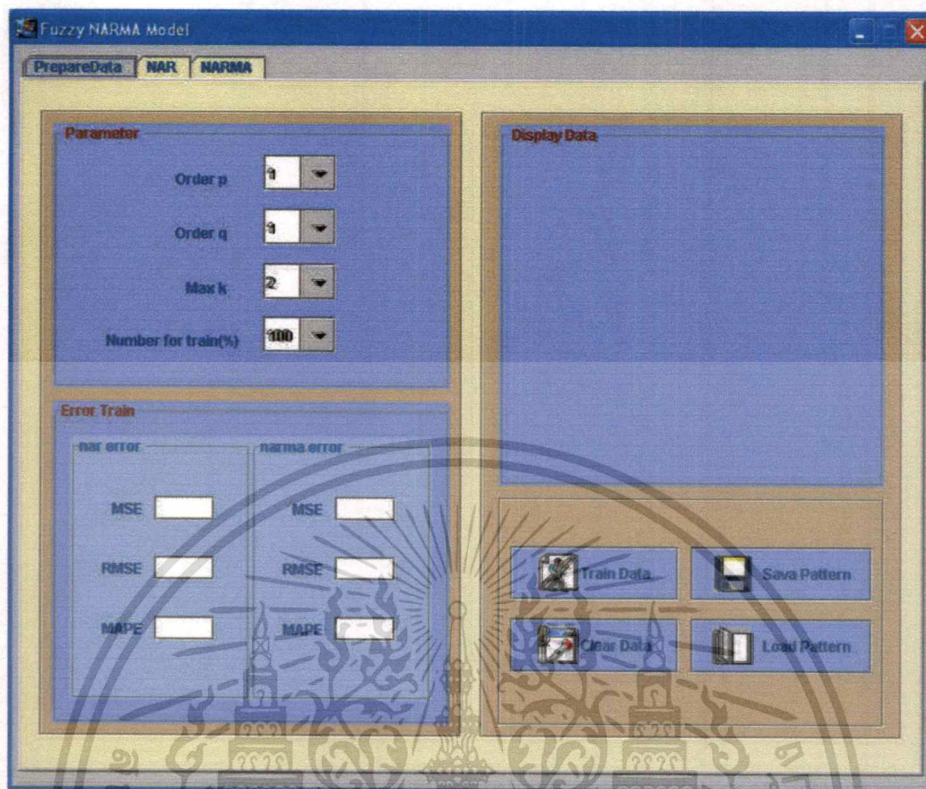 Fuzzy NARMA Model
PrepareData NAR NARMA
Parameter
Order p 1
Order q 1
Max k 2
Number for train(%) 100
Error Train
nar error
MSE
RMSE
MAPE
narma error
MSE
RMSE
MAPE
Display Data
Train Data
Sava Pattern
Clear Data
Load Pattern